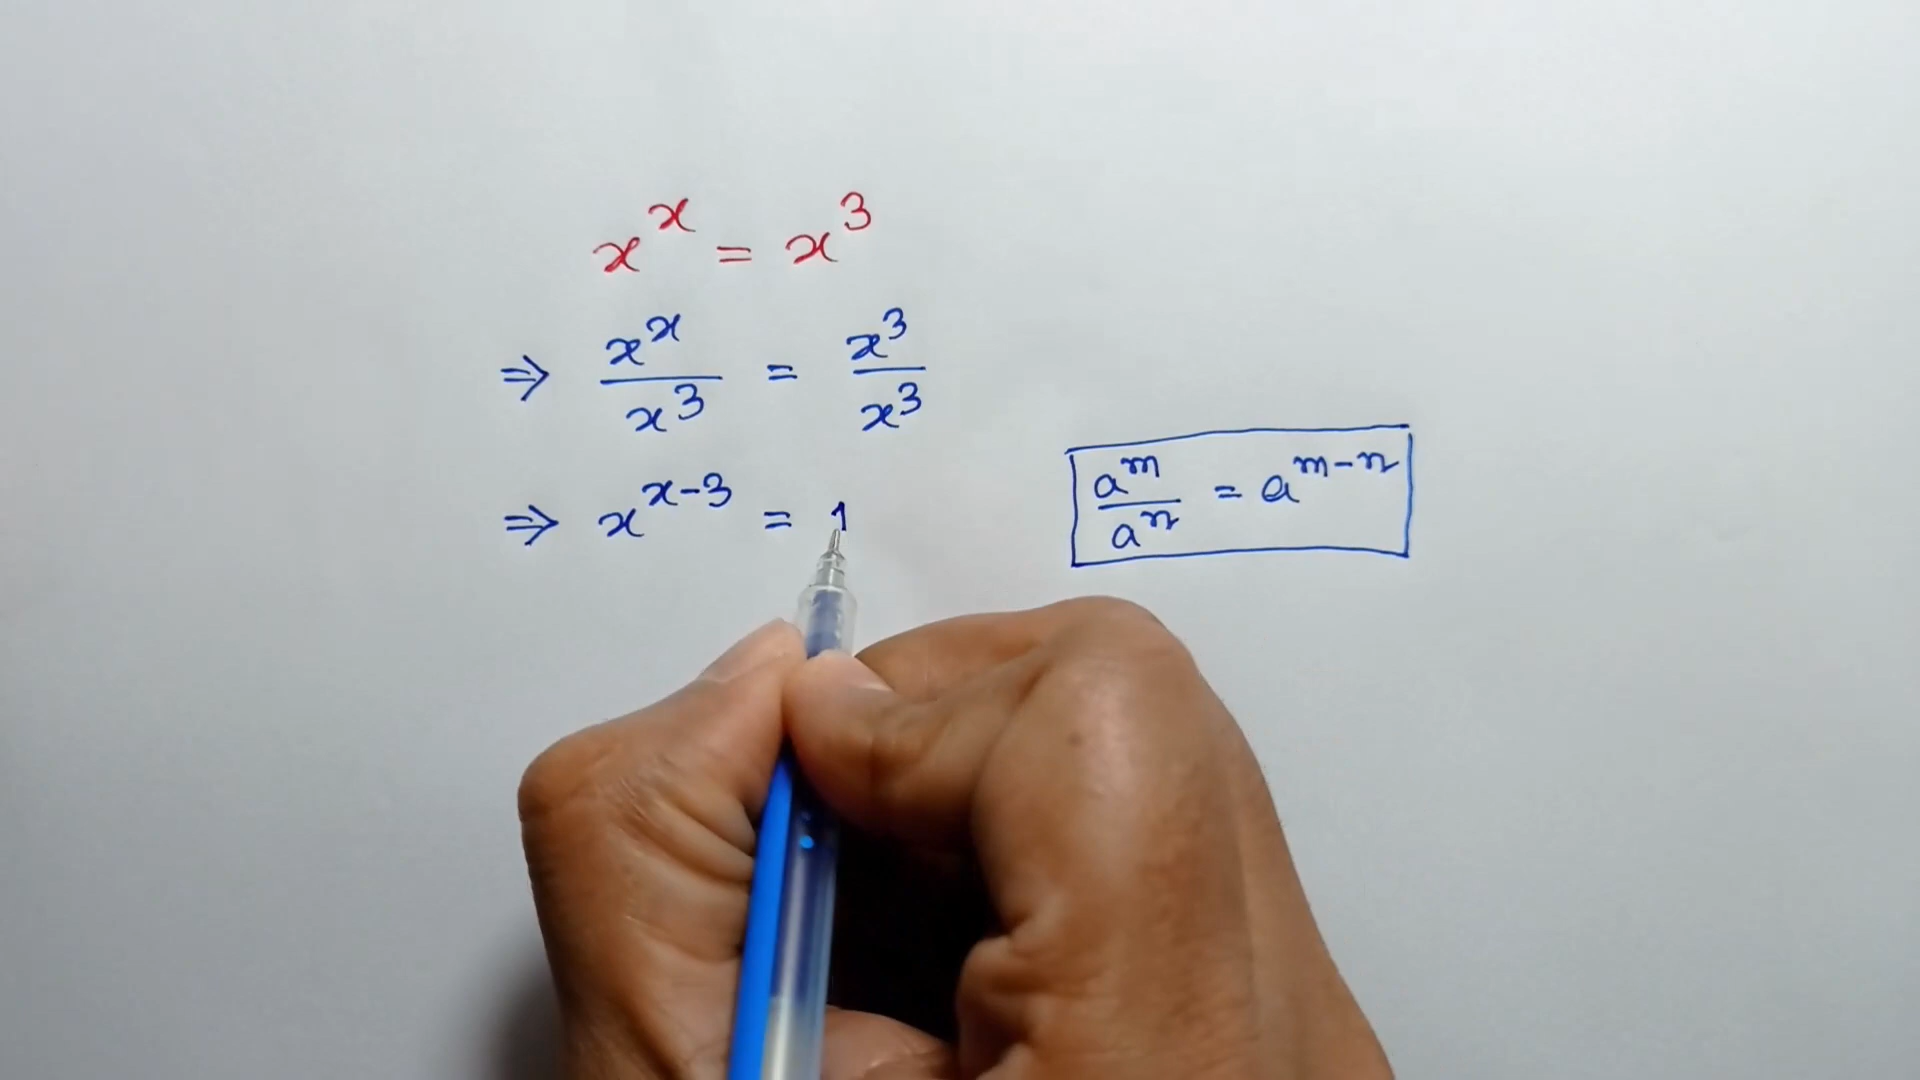 x^x = x^3
⇒ x^x / x^3 = x^3 / x^3
⇒ x^(x-3) = 1
a^m / a^n = a^(m-n)